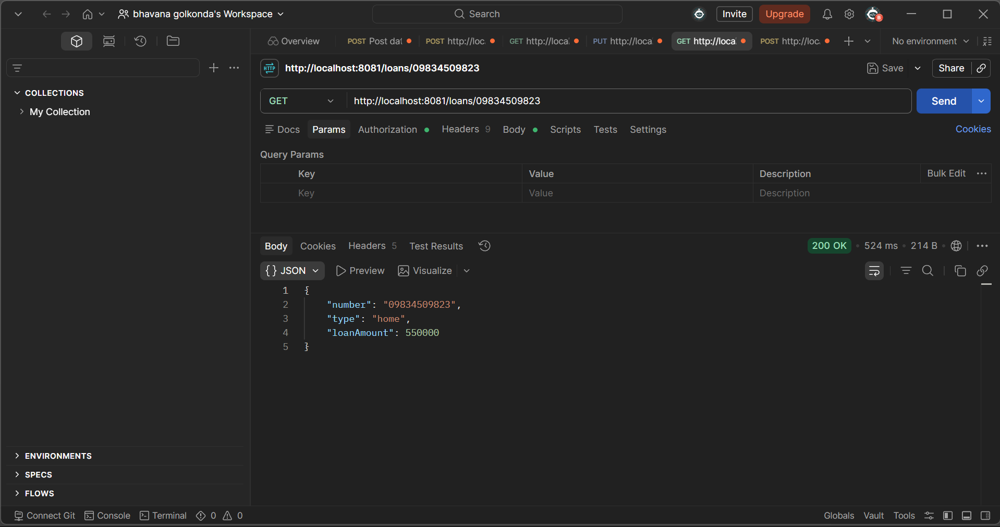 bhavana golkonda's Workspace
Search
Invite
Upgrade
B
Overview
POST Post dat
POST http://loc.
GET http://local
PUT http://local
GET http://local
POST http://loc.
No environment
HTTP http://localhost:8081/loans/09834509823
Save
Share
COLLECTIONS
My Collection
GET http://localhost:8081/loans/09834509823
Send
Docs Params Authorization Headers 9 Body Scripts Tests Settings
Cookies
Query Params
Key Value Description Bulk Edit
Key Value Description
Body Cookies Headers 5 Test Results
200 OK 524 ms 214 B
{} JSON Preview Visualize
1 {
2 "number": "09834509823",
3 "type": "home",
4 "loanAmount": 550000
5 }
ENVIRONMENTS
SPECS
FLOWS
Connect Git Console Terminal 0 0
Globals Vault Tools